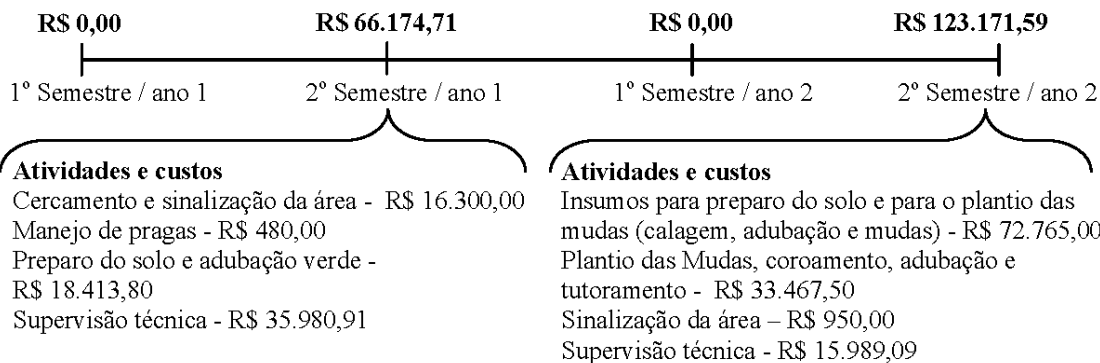 R$ 0,00 R$ 66.174,71 R$ 0,00 R$ 123.171,59
1º Semestre / ano 1 2º Semestre / ano 1 1º Semestre / ano 2 2º Semestre / ano 2
Atividades e custos
Cercamento e sinalização da área - R$ 16.300,00
Manejo de pragas - R$ 480,00
Preparo do solo e adubação verde -
R$ 18.413,80
Supervisão técnica - R$ 35.980,91
Atividades e custos
Insumos para preparo do solo e para o plantio das
mudas (calagem, adubação e mudas) - R$ 72.765,00
Plantio das Mudas, coroamento, adubação e
tutoramento - R$ 33.467,50
Sinalização da área – R$ 950,00
Supervisão técnica - R$ 15.989,09